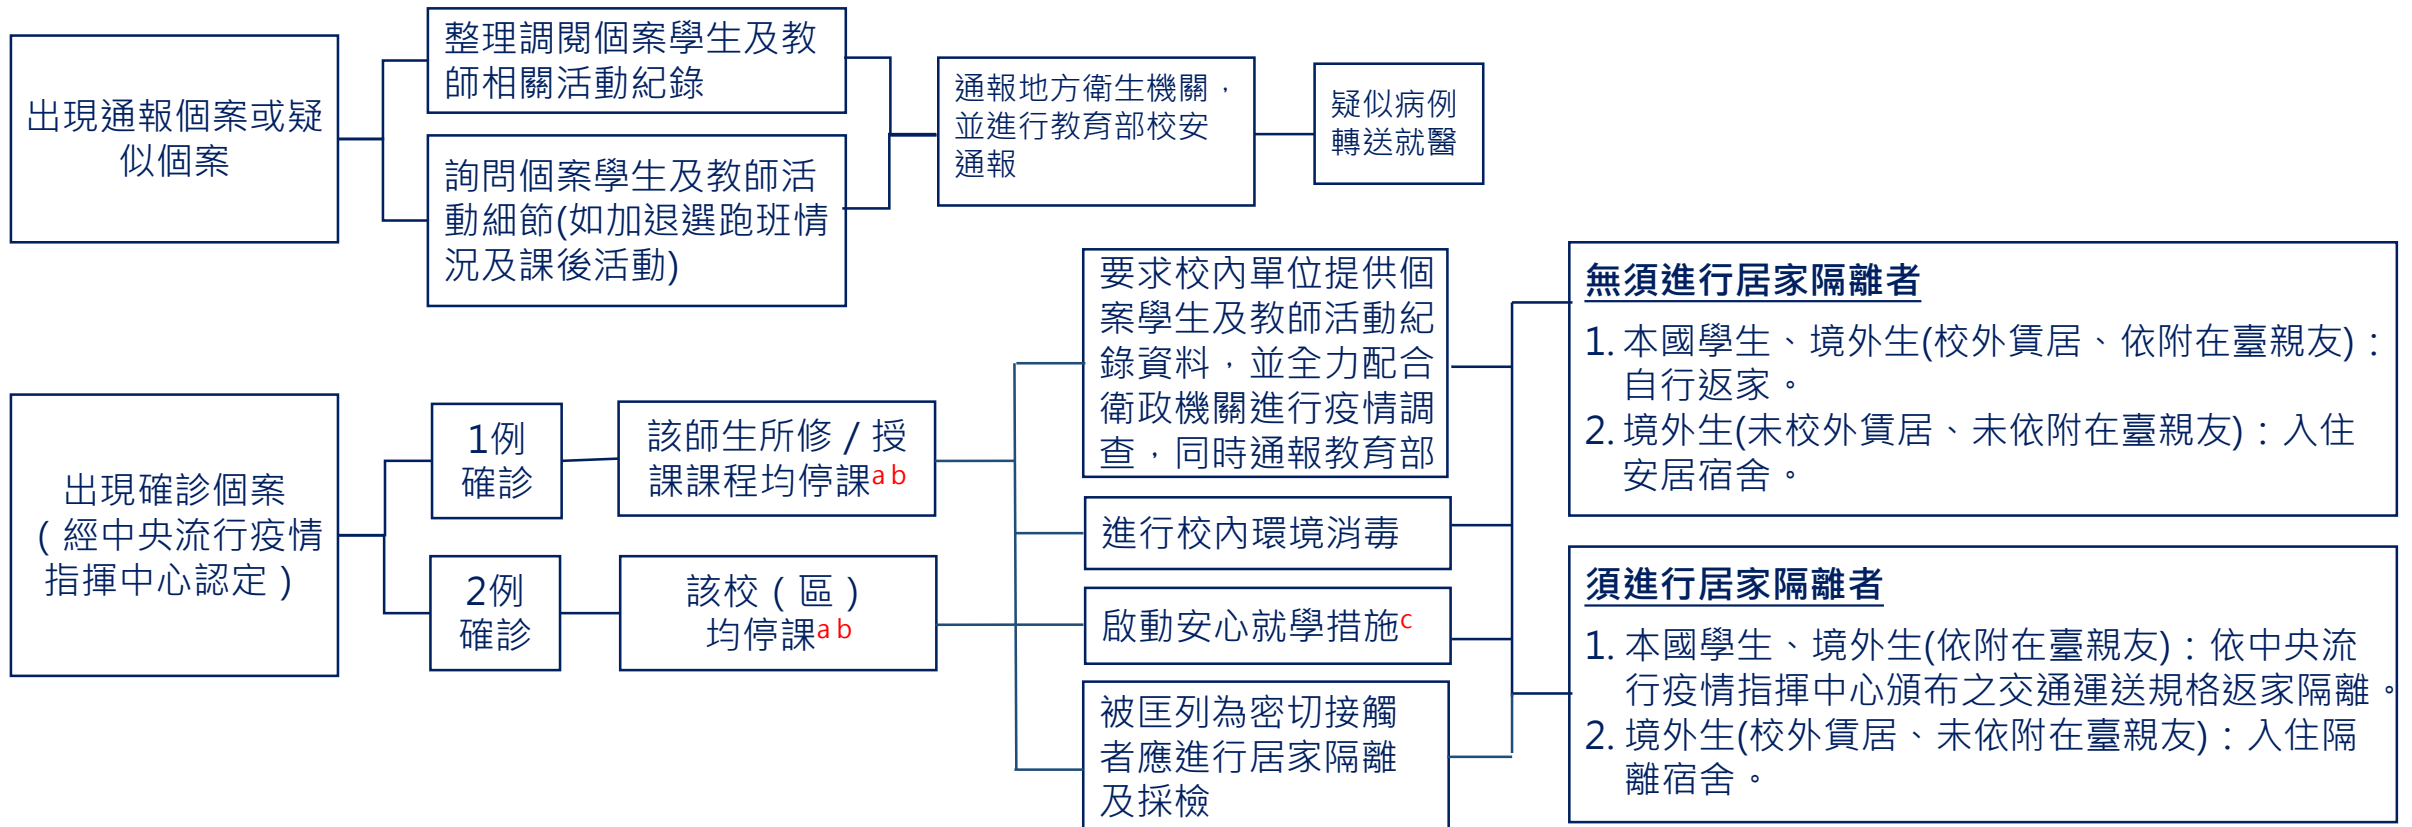 出現通報個案或疑
似個案
整理調閱個案學生及教
師相關活動紀錄
詢問個案學生及教師活
動細節(如加退選跑班情
況及課後活動)
通報地方衛生機關，
並進行教育部校安
通報
疑似病例
轉送就醫
出現確診個案
（經中央流行疫情
指揮中心認定）
1例
確診
該師生所修／授
課課程均停課a b
2例
確診
該校（區）
均停課a b
要求校內單位提供個
案學生及教師活動紀
錄資料，並全力配合
衛政機關進行疫情調
查，同時通報教育部
進行校內環境消毒
啟動安心就學措施c
被匡列為密切接觸
者應進行居家隔離
及採檢
無須進行居家隔離者
1. 本國學生、境外生(校外賃居、依附在臺親友)：
自行返家。
2. 境外生(未校外賃居、未依附在臺親友)：入住
安居宿舍。
須進行居家隔離者
1. 本國學生、境外生(依附在臺親友)：依中央流
行疫情指揮中心頒布之交通運送規格返家隔離。
2. 境外生(校外賃居、未依附在臺親友)：入住隔
離宿舍。